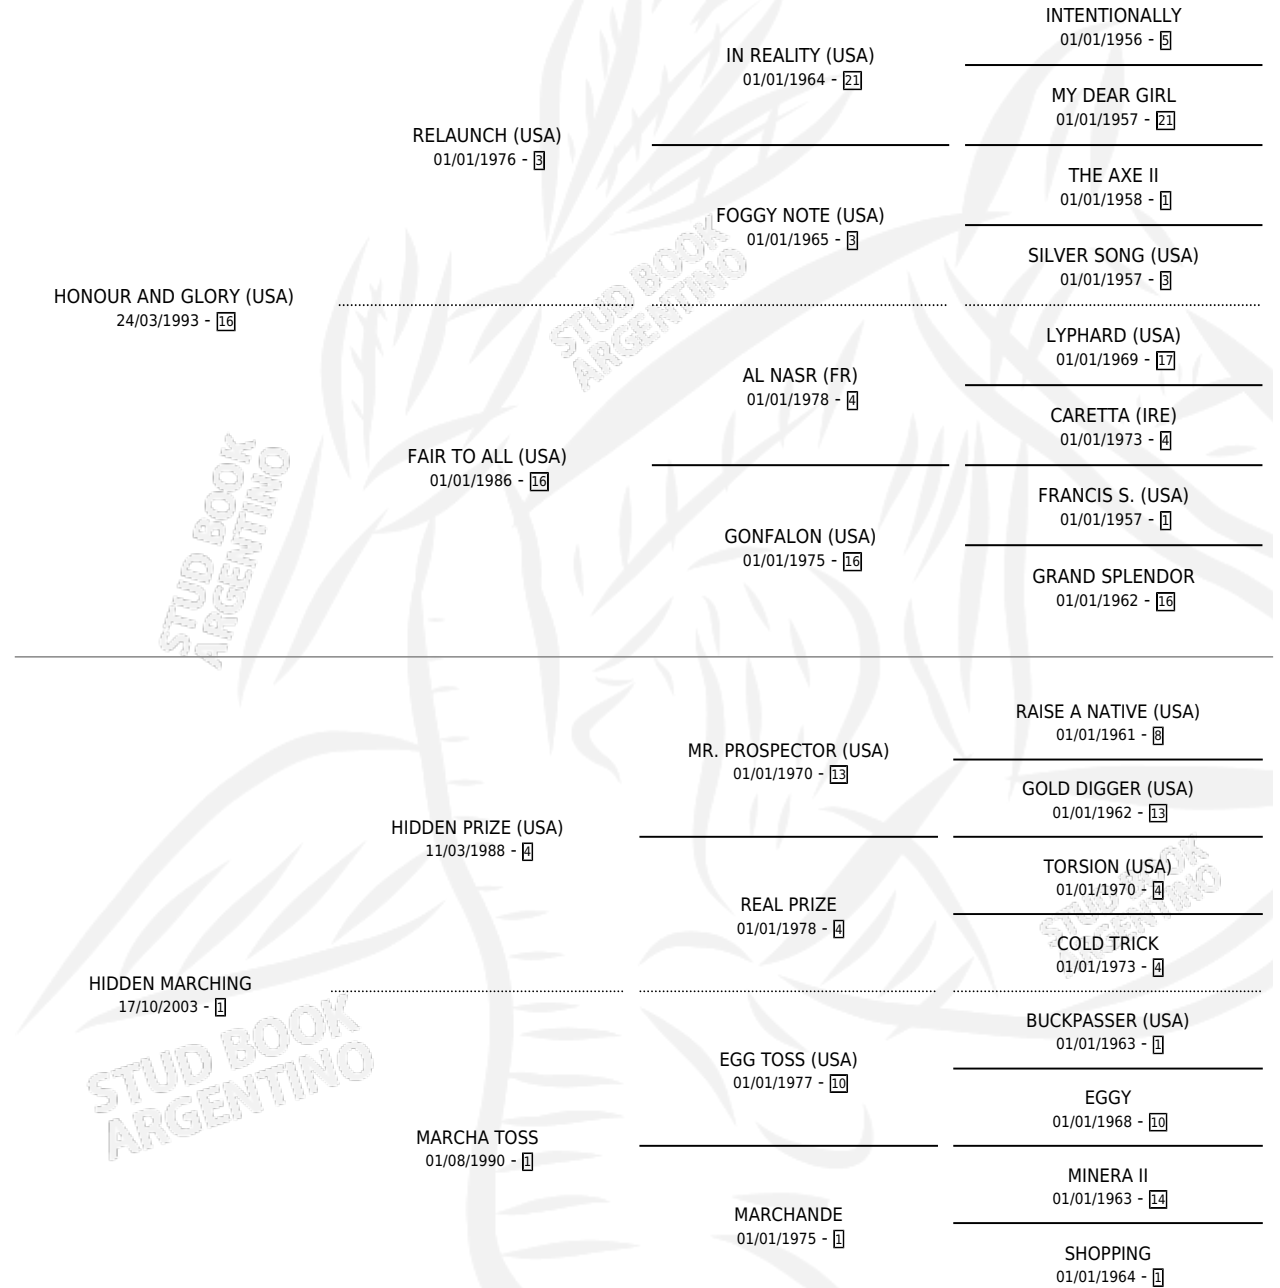 INTENTIONALLY
01/01/1956 - 5
IN REALITY (USA)
01/01/1964 - 21
MY DEAR GIRL
01/01/1957 - 21
RELAUNCH (USA)
01/01/1976 - 3
THE AXE II
01/01/1958 - 1
FOGGY NOTE (USA)
01/01/1965 - 3
SILVER SONG (USA)
01/01/1957 - 3
HONOUR AND GLORY (USA)
24/03/1993 - 16
LYPHARD (USA)
01/01/1969 - 17
AL NASR (FR)
01/01/1978 - 4
CARETTA (IRE)
01/01/1973 - 4
FAIR TO ALL (USA)
01/01/1986 - 16
FRANCIS S. (USA)
01/01/1957 - 1
GONFALON (USA)
01/01/1975 - 16
GRAND SPLENDOR
01/01/1962 - 16
RAISE A NATIVE (USA)
01/01/1961 - 8
MR. PROSPECTOR (USA)
01/01/1970 - 13
GOLD DIGGER (USA)
01/01/1962 - 13
HIDDEN PRIZE (USA)
11/03/1988 - 4
TORSION (USA)
01/01/1970 - 4
REAL PRIZE
01/01/1978 - 4
COLD TRICK
01/01/1973 - 4
HIDDEN MARCHING
17/10/2003 - 1
BUCKPASSER (USA)
01/01/1963 - 1
EGG TOSS (USA)
01/01/1977 - 10
EGGY
01/01/1968 - 10
MARCHA TOSS
01/08/1990 - 1
MINERA II
01/01/1963 - 14
MARCHANDE
01/01/1975 - 1
SHOPPING
01/01/1964 - 1
STUD BOOK
ARGENTINO
STUD BOOK
ARGENTINO
STUD BOOK
ARGENTINO
STUD BOOK
ARGENTINO